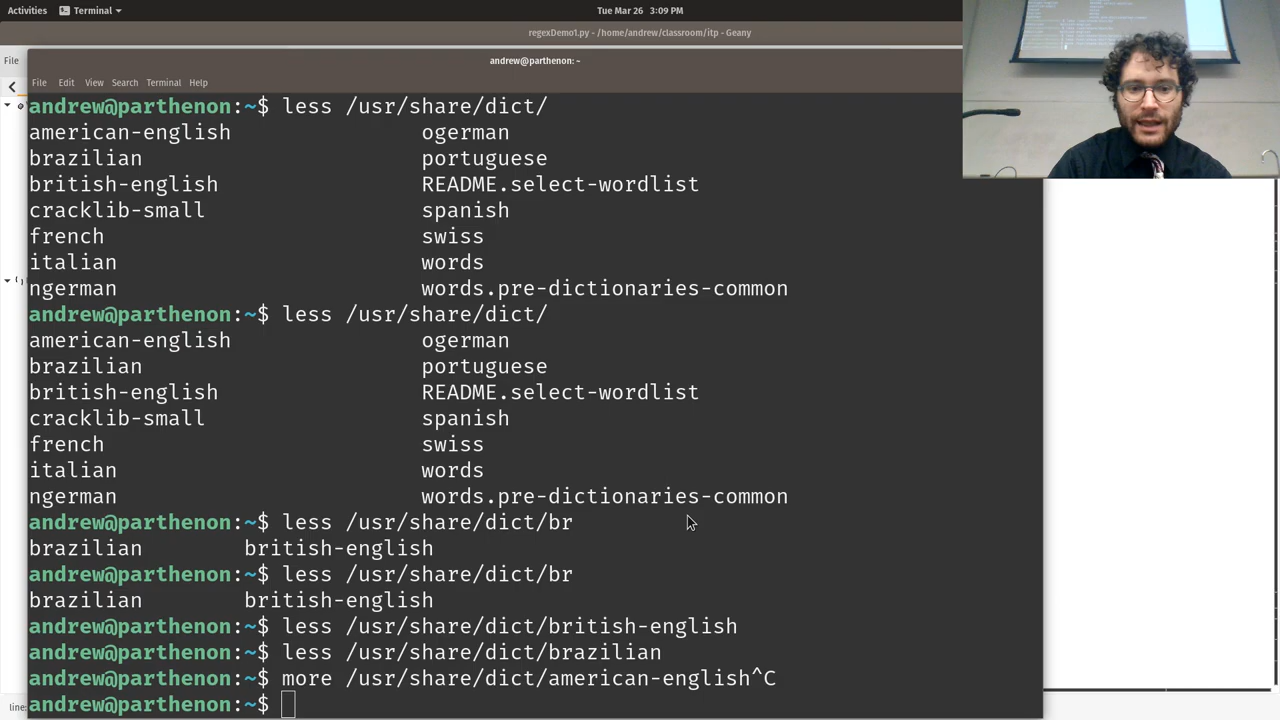 Activities Terminal Tue Mar 26 3:09 PM
regexDemo1.py - /home/andrew/classroom/itp - Geany
File
andrew@parthenon: ~
File Edit View Search Terminal Help
andrew@parthenon:~$ less /usr/share/dict/
american-english ogerman
brazilian portuguese
british-english README.select-wordlist
cracklib-small spanish
french swiss
italian words
ngerman words.pre-dictionaries-common
andrew@parthenon:~$ less /usr/share/dict/
american-english ogerman
brazilian portuguese
british-english README.select-wordlist
cracklib-small spanish
french swiss
italian words
ngerman words.pre-dictionaries-common
andrew@parthenon:~$ less /usr/share/dict/br
brazilian british-english
andrew@parthenon:~$ less /usr/share/dict/br
brazilian british-english
andrew@parthenon:~$ less /usr/share/dict/british-english
andrew@parthenon:~$ less /usr/share/dict/brazilian
andrew@parthenon:~$ more /usr/share/dict/american-english^C
andrew@parthenon:~$
line: